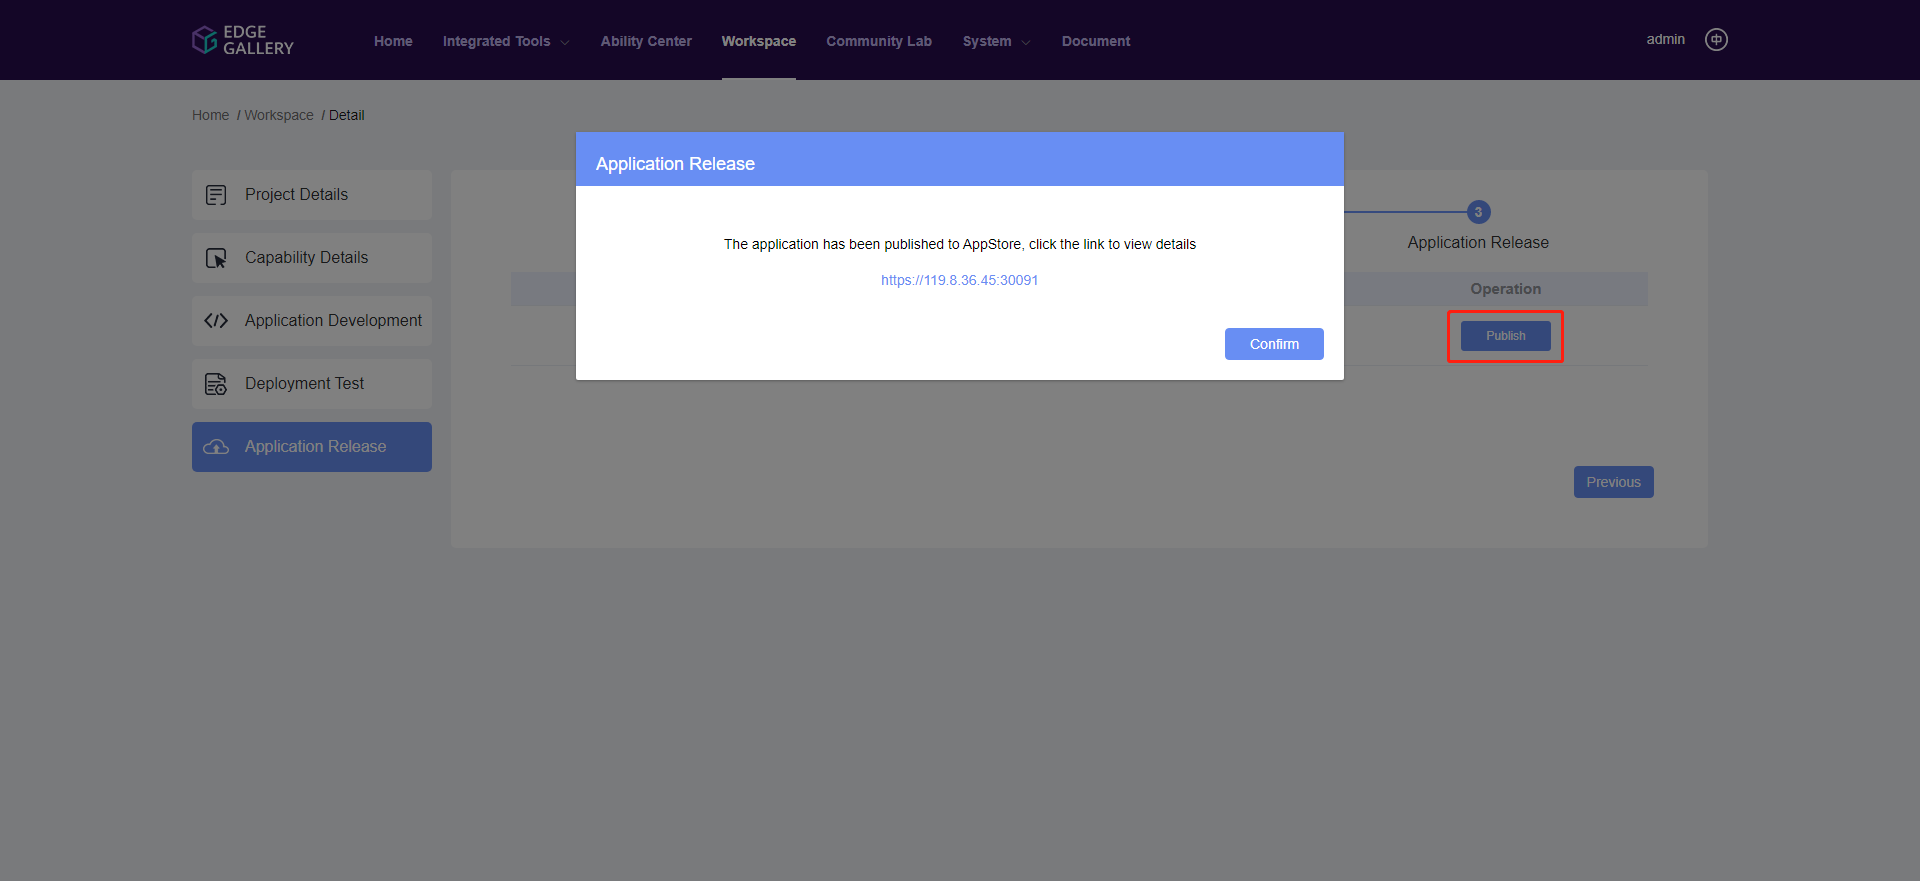 EDGE
GALLERY
Home
Integrated Tools
Ability Center
Workspace
Community Lab
System
Document
admin
中
Home / Workspace / Detail
Project Details
Capability Details
Application Development
Deployment Test
Application Release
Application Release
The application has been published to AppStore, click the link to view details
https://119.8.36.45:30091
Confirm
3
Application Release
Operation
Publish
Previous